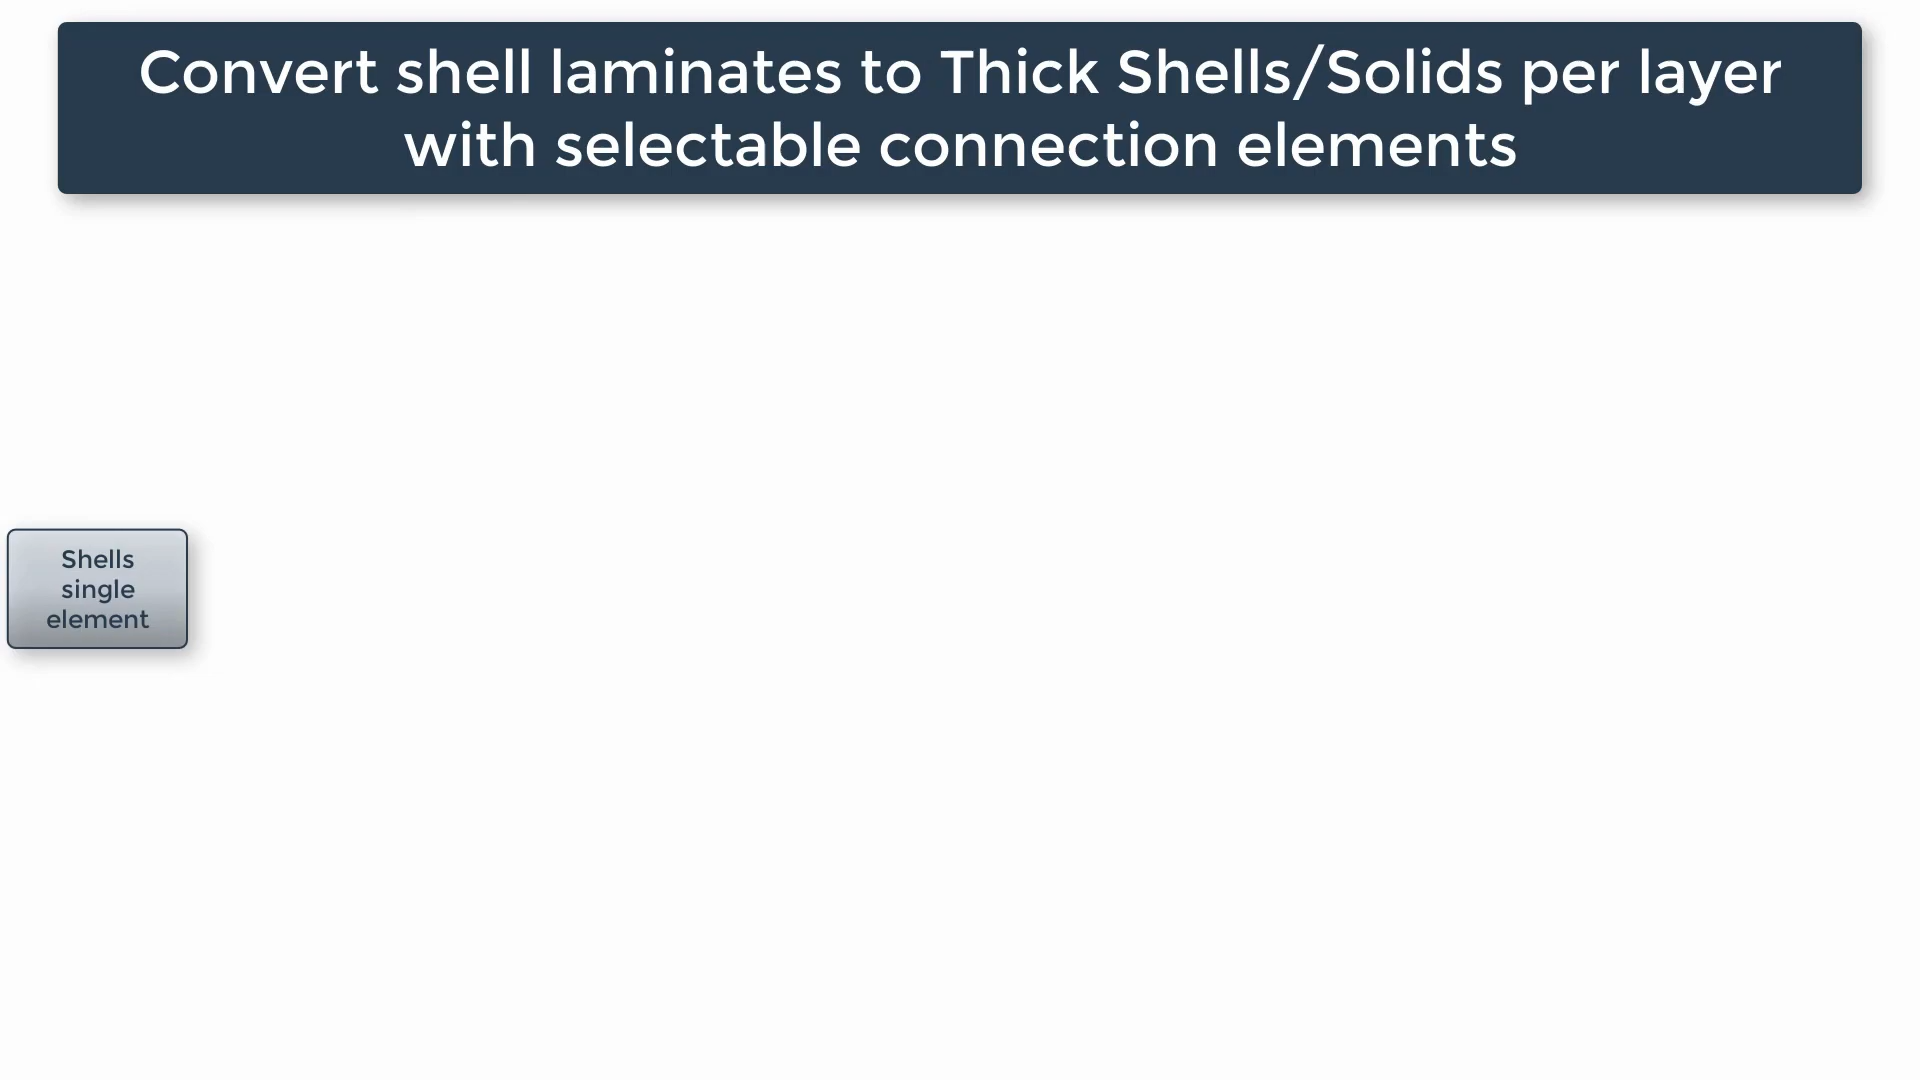 Convert shell laminates to Thick Shells/Solids per layer
with selectable connection elements
Shells
single
element